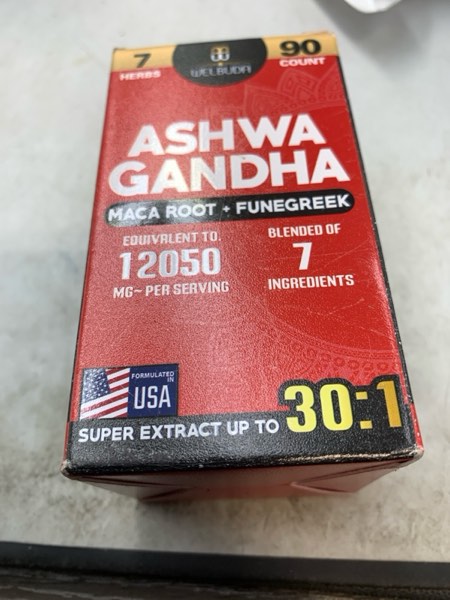 7
HERBS
WELBUDA
90
COUNT
ASHWA
GANDHA
MACA ROOT + FUNEGREEK
EQUIVALENT TO.
12050
MG~ PER SERVING
BLENDED OF
7
INGREDIENTS
FORMULATED
IN
USA
SUPER EXTRACT UP TO 30:1